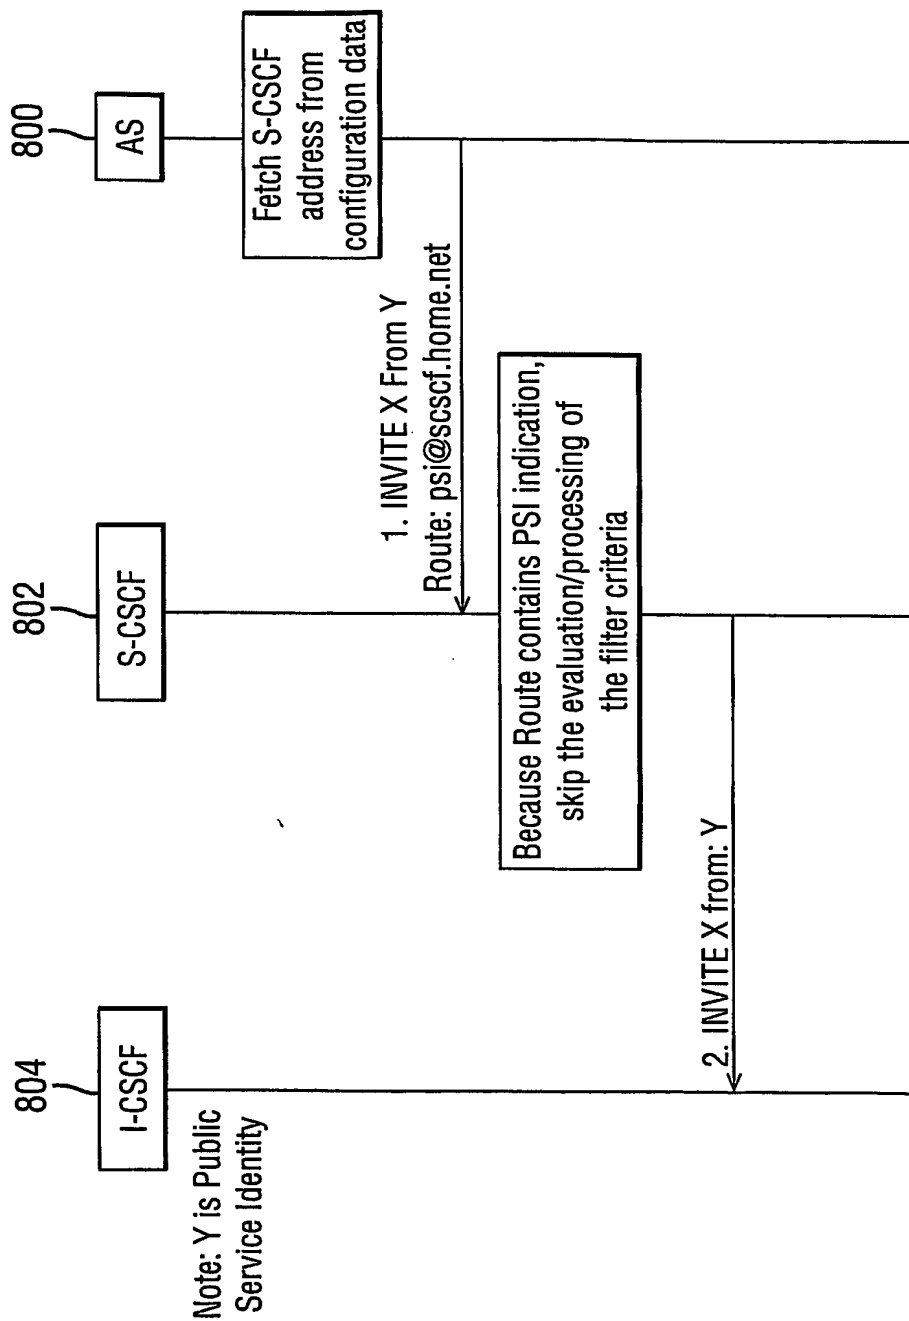 804
I-CSCF
Note: Y is Public
Service Identity
802
S-CSCF
800
AS
Fetch S-CSCF
address from
configuration data
1. INVITE X From Y
Route: psi@scscf.home.net
Because Route contains PSI indication,
skip the evaluation/processing of
the filter criteria
2. INVITE X from: Y